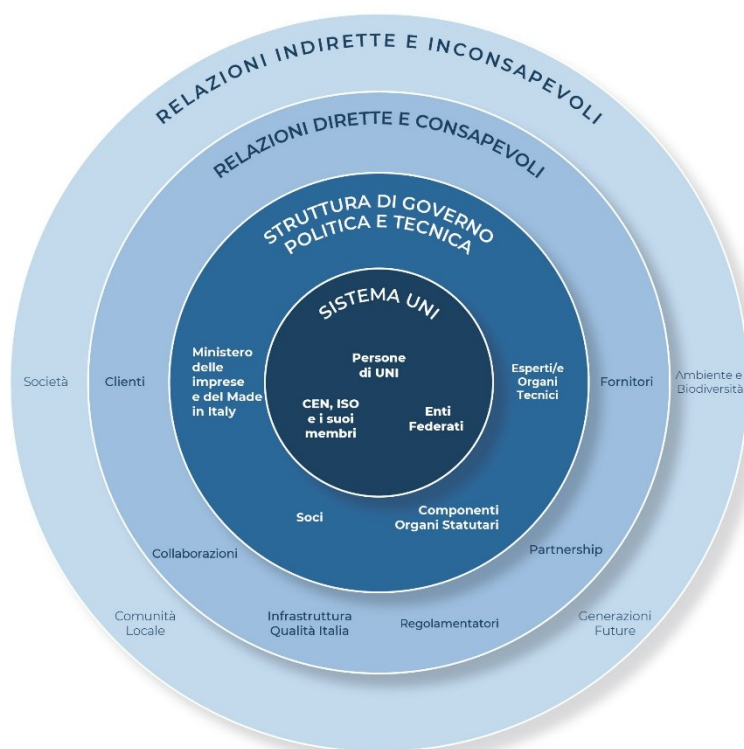 RELAZIONI INDIRETTE E INCONSAPEVOLI
RELAZIONI DIRETTE E CONSAPEVOLI
STRUTTURA DI GOVERNO
POLITICA E TECNICA
SISTEMA UNI
Persone
di UNI
CEN, ISO
e i suoi
membri
Enti
Federati
Ministero
delle
imprese
e del Made
in Italy
Esperti/e
Organi
Tecnici
Soci
Componenti
Organi Statutari
Clienti
Fornitori
Collaborazioni
Partnership
Infrastruttura
Qualità Italia
Regolamentatori
Società
Ambiente e
Biodiversità
Comunità
Locale
Generazioni
Future